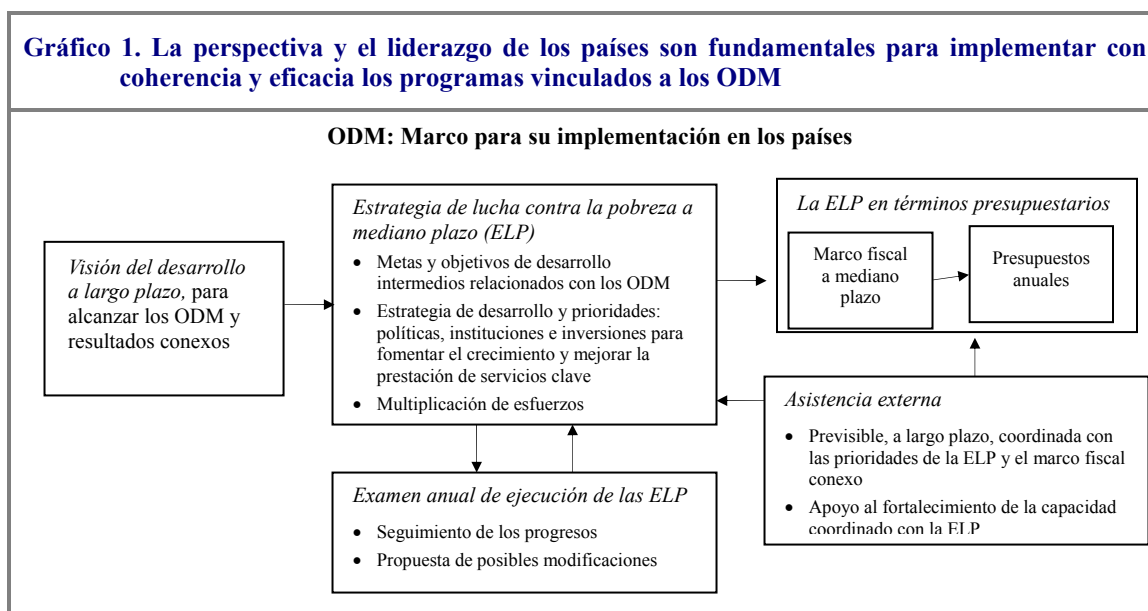 Gráfico 1. La perspectiva y el liderazgo de los países son fundamentales para implementar con
coherencia y eficacia los programas vinculados a los ODM
ODM: Marco para su implementación en los países
Visión del desarrollo
a largo plazo, para
alcanzar los ODM y
resultados conexos
Estrategia de lucha contra la pobreza a
mediano plazo (ELP)
• Metas y objetivos de desarrollo
intermedios relacionados con los ODM
• Estrategia de desarrollo y prioridades:
políticas, instituciones e inversiones para
fomentar el crecimiento y mejorar la
prestación de servicios clave
• Multiplicación de esfuerzos
La ELP en términos presupuestarios
Marco fiscal
a mediano
plazo
Presupuestos
anuales
Asistencia externa
• Previsible, a largo plazo, coordinada con
las prioridades de la ELP y el marco fiscal
conexo
• Apoyo al fortalecimiento de la capacidad
coordinado con la ELP
Examen anual de ejecución de las ELP
• Seguimiento de los progresos
• Propuesta de posibles modificaciones